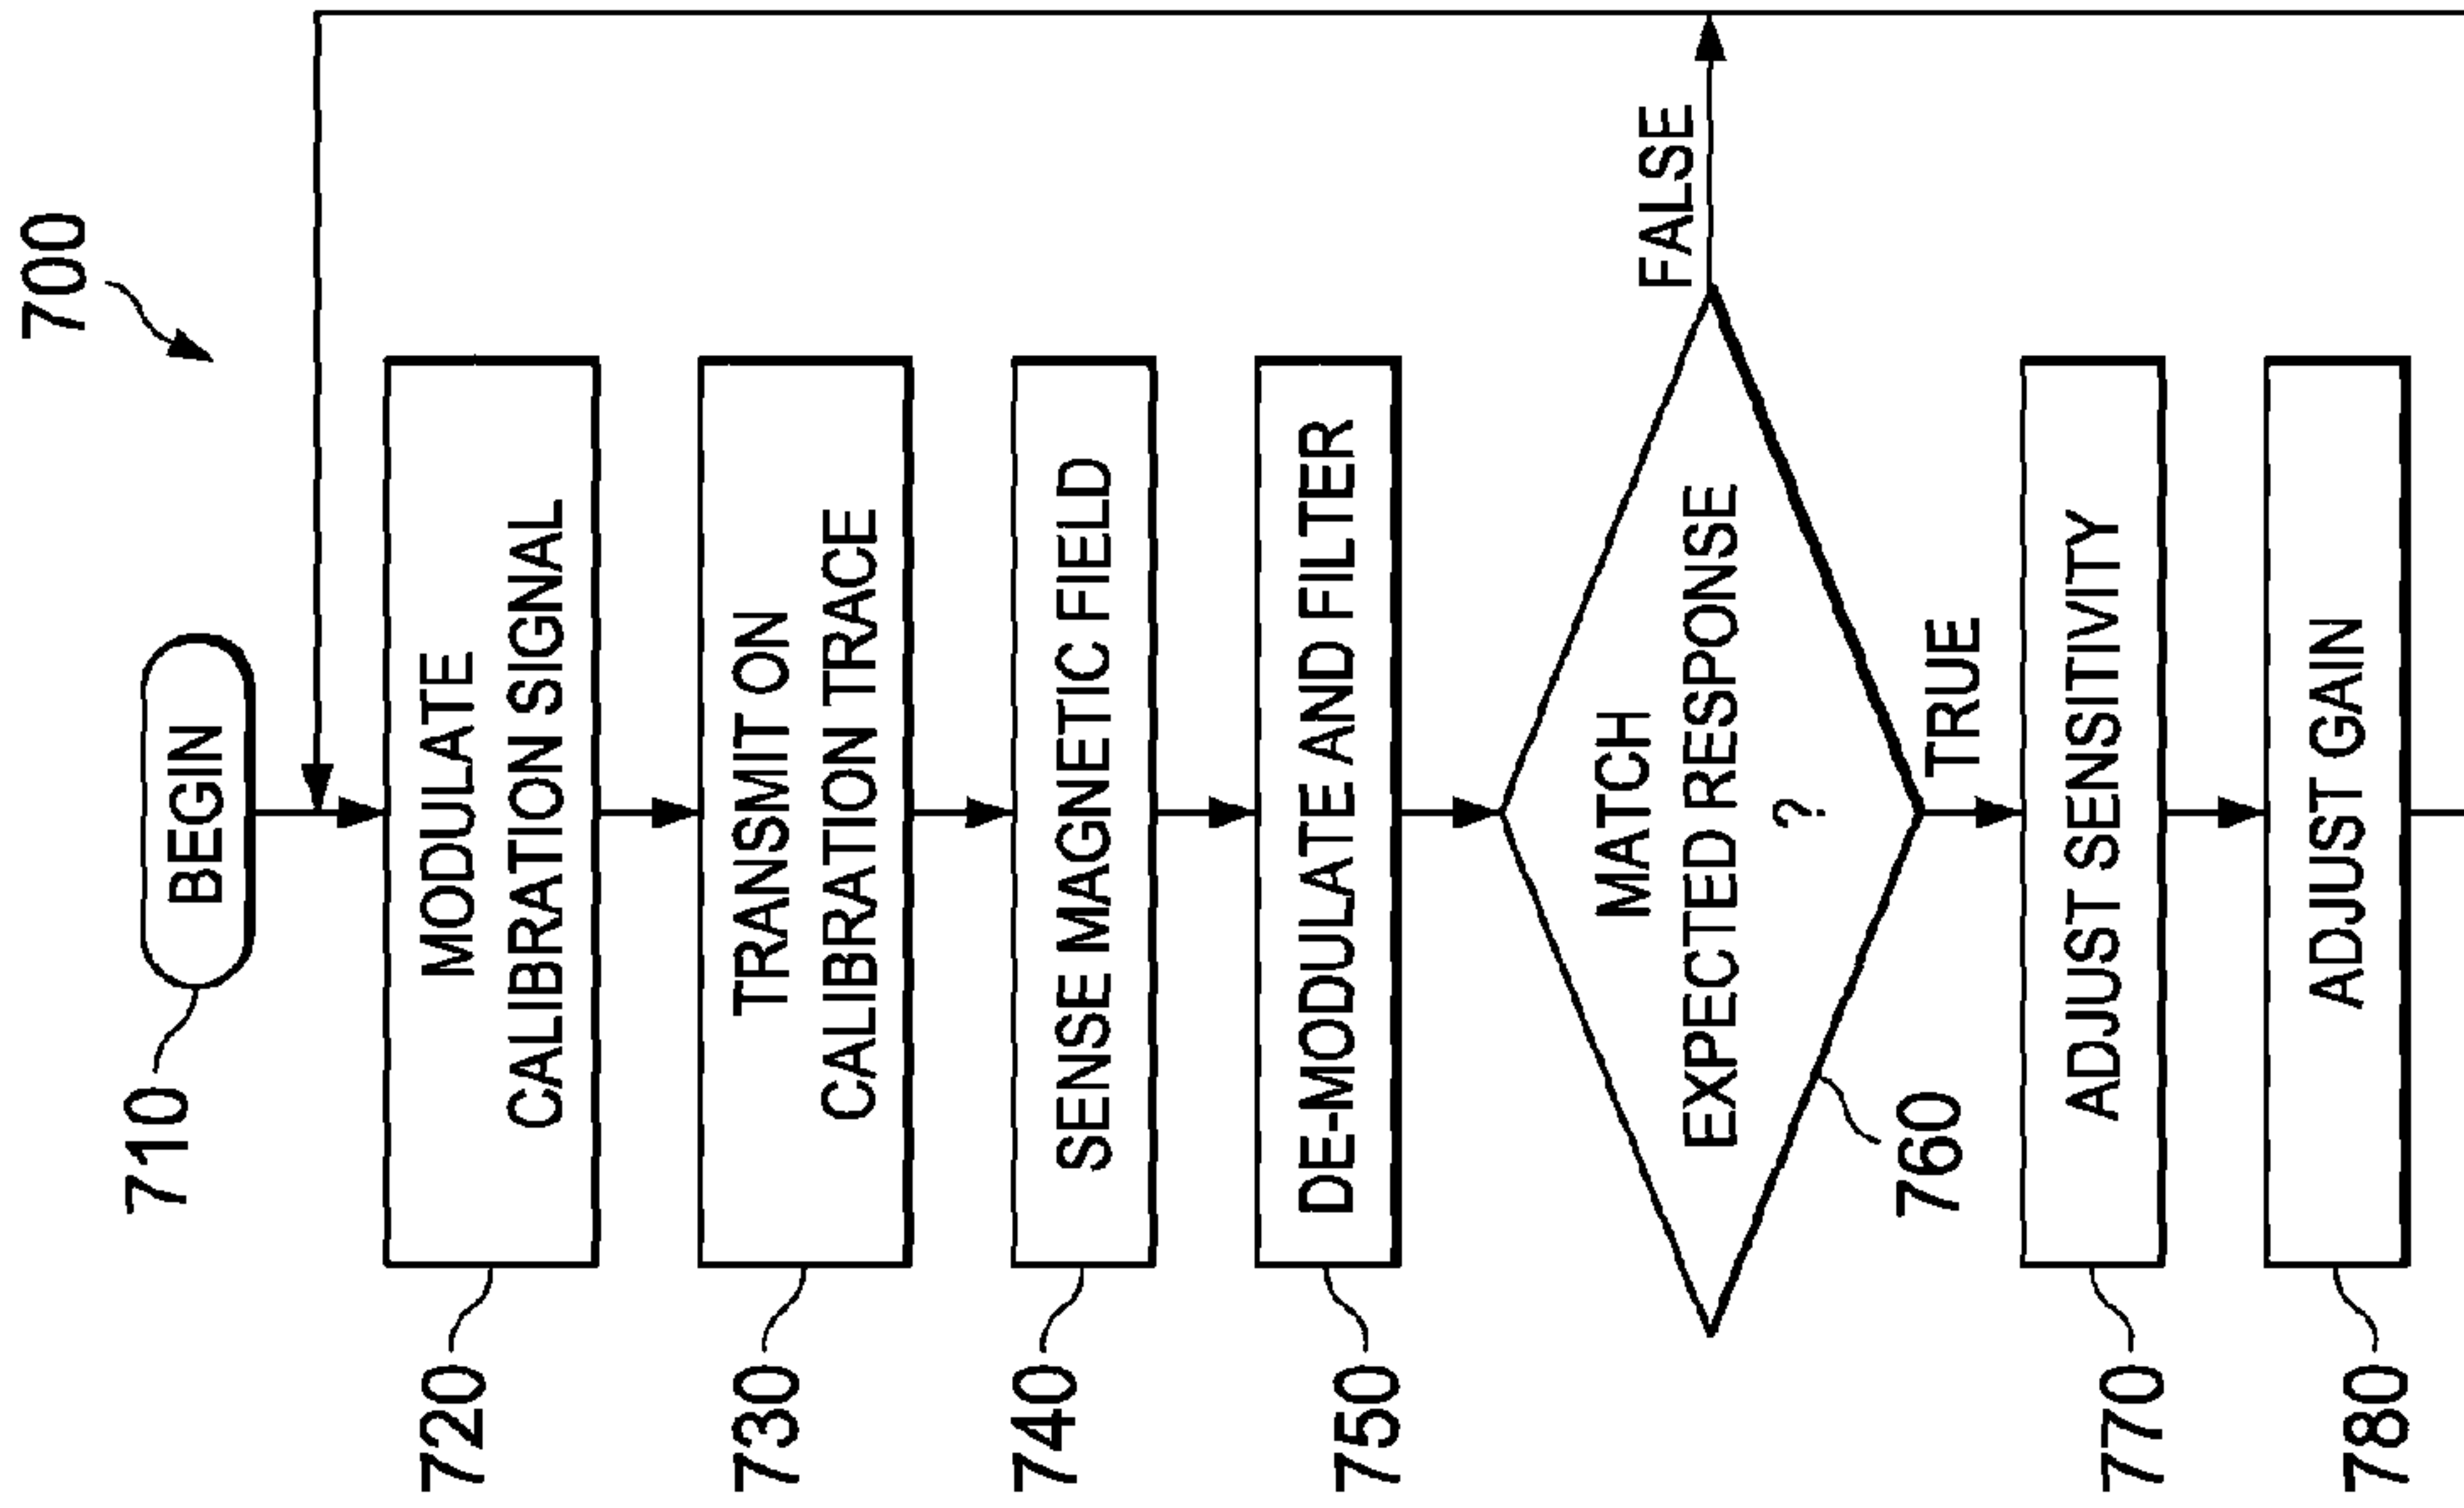 700
710
BEGIN
720
MODULATE
CALIBRATION SIGNAL
730
TRANSMIT ON
CALIBRATION TRACE
740
SENSE MAGNETIC FIELD
750
DE-MODULATE AND FILTER
MATCH
EXPECTED RESPONSE
?
FALSE
760
TRUE
770
ADJUST SENSITIVITY
780
ADJUST GAIN